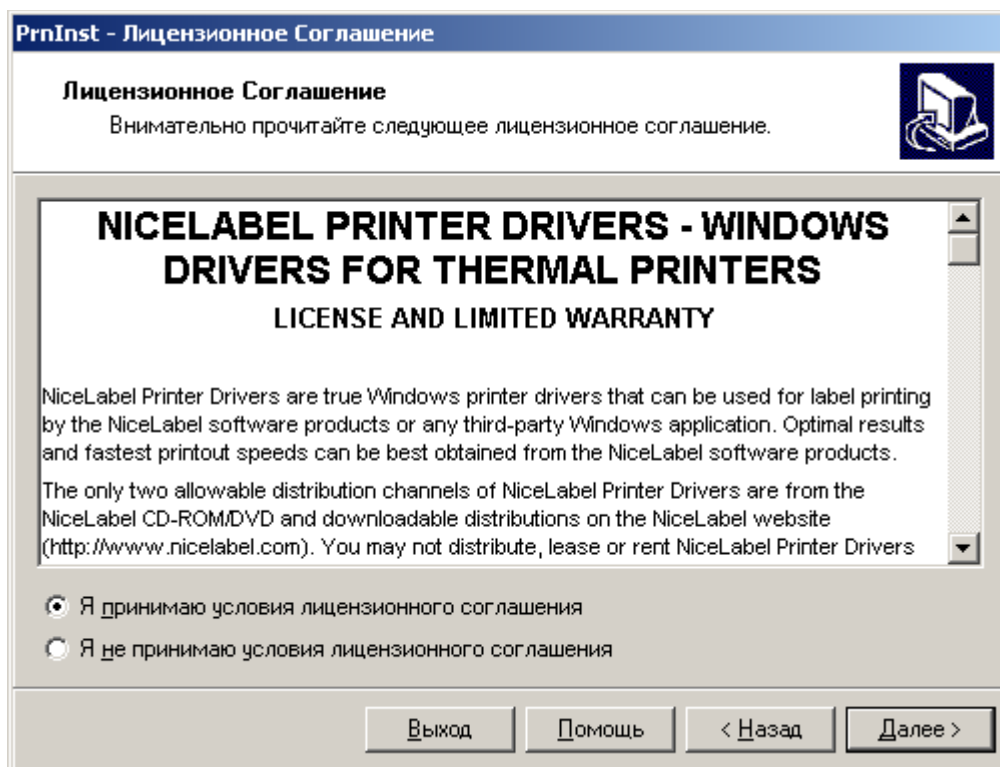 PrnInst - Лицензионное Соглашение
Лицензионное Соглашение
Внимательно прочитайте следующее лицензионное соглашение.
NICELABEL PRINTER DRIVERS - WINDOWS
DRIVERS FOR THERMAL PRINTERS
LICENSE AND LIMITED WARRANTY
NiceLabel Printer Drivers are true Windows printer drivers that can be used for label printing
by the NiceLabel software products or any third-party Windows application. Optimal results
and fastest printout speeds can be best obtained from the NiceLabel software products.
The only two allowable distribution channels of NiceLabel Printer Drivers are from the
NiceLabel CD-ROM/DVD and downloadable distributions on the NiceLabel website
(http://www.nicelabel.com). You may not distribute, lease or rent NiceLabel Printer Drivers
Я принимаю условия лицензионного соглашения
Я не принимаю условия лицензионного соглашения
Выход Помощь < Назад Далее >